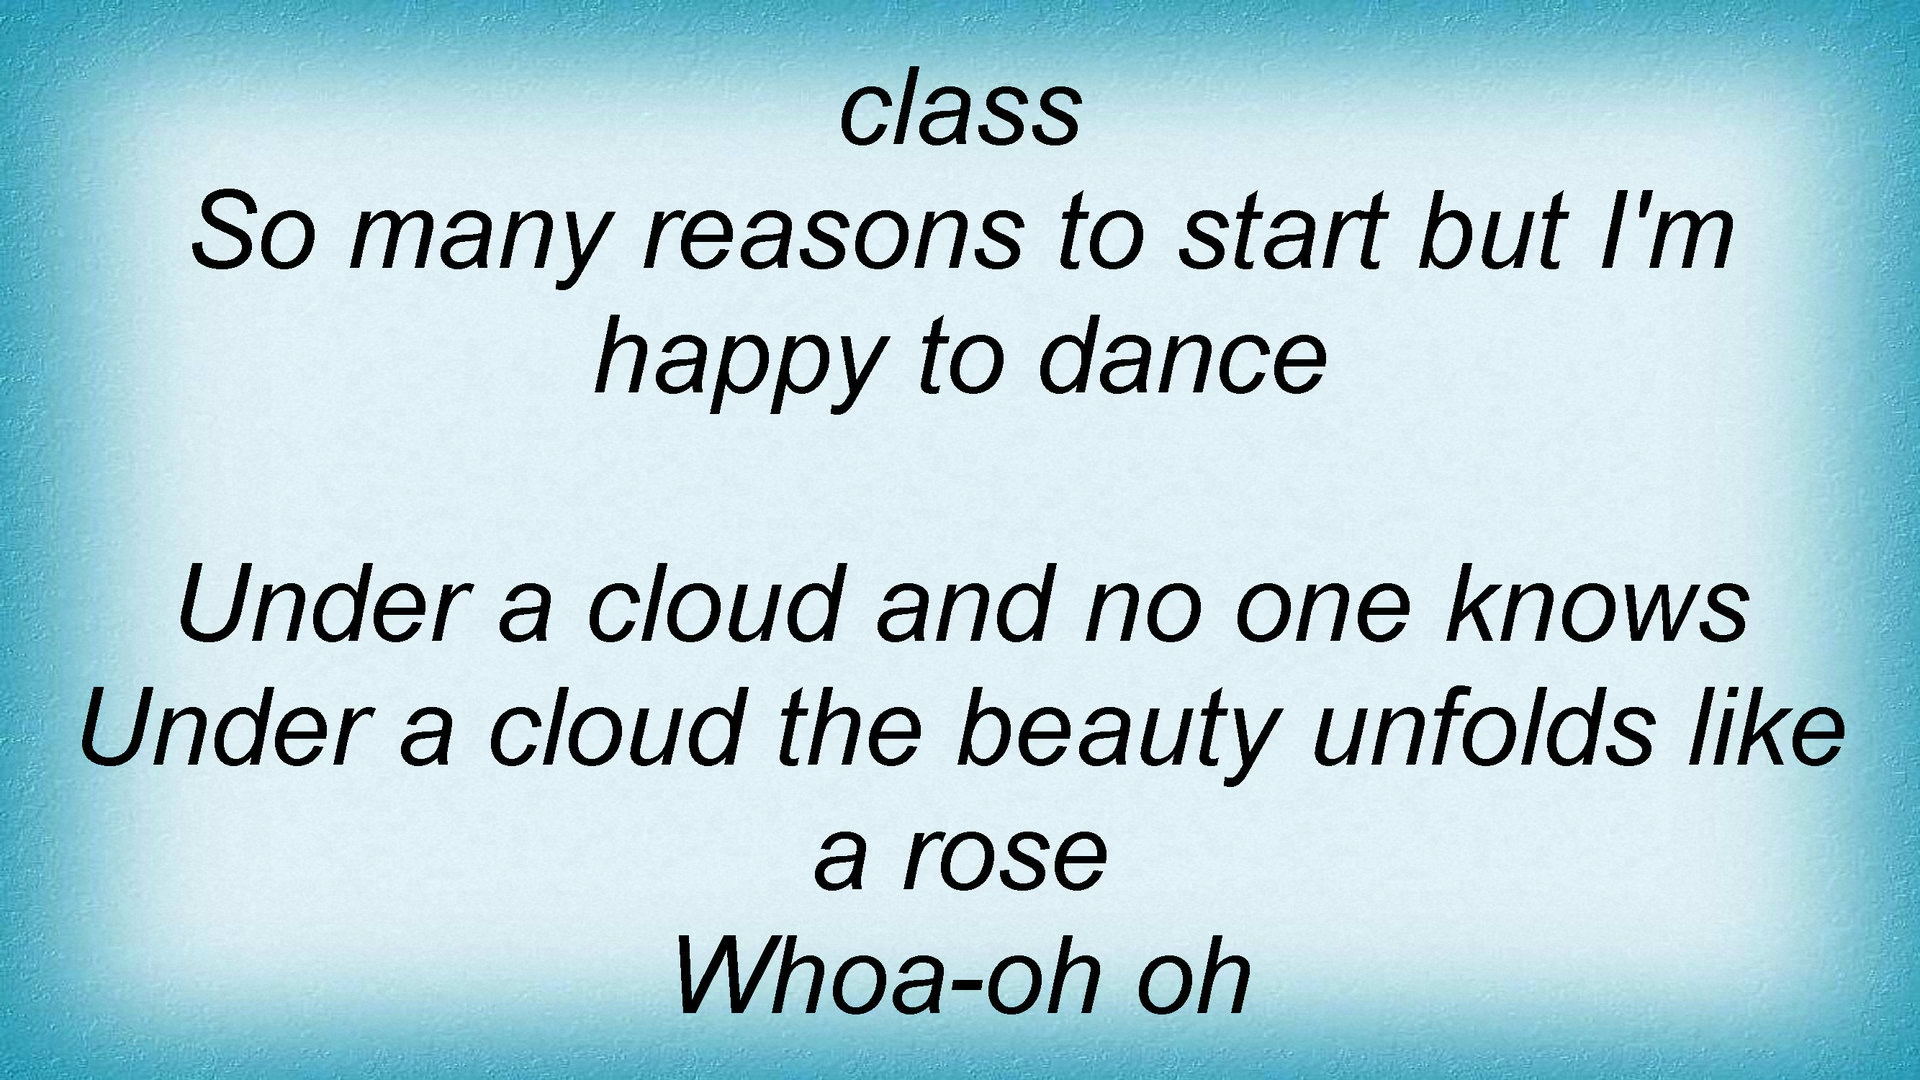 class
So many reasons to start but I'm
happy to dance
Under a cloud and no one knows
Under a cloud the beauty unfolds like
a rose
Whoa-oh oh